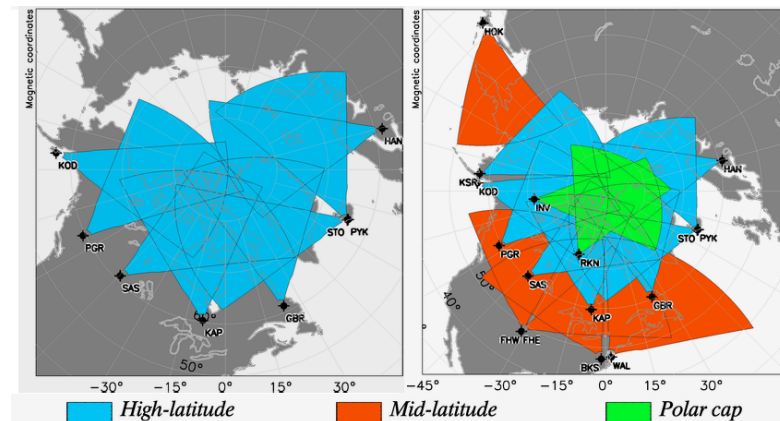 Magnetic coordinates
KOD
HAN
STO PYK
PGR
SAS
GBR
KAP
50°
-30°
-15°
0°
15°
30°
Magnetic coordinates
HOK
KSR
KOD
INV
HAN
STO PYK
PGR
RKN
SAS
GBR
KAP
50°
40°
FHW FHE
BKS
WAL
-45°
-30°
-15°
0°
15°
30°
High-latitude
Mid-latitude
Polar cap